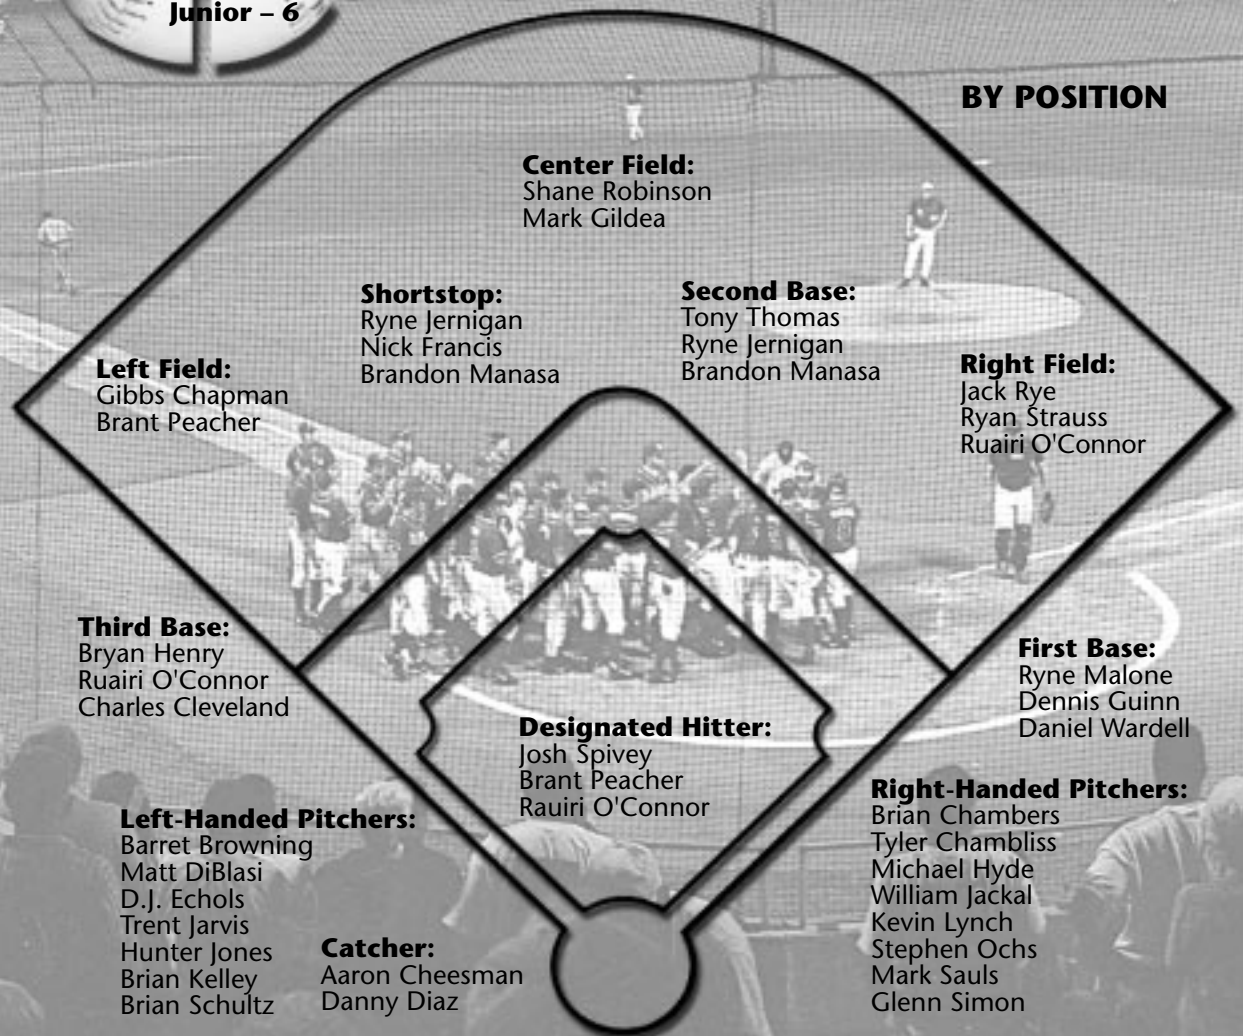 Junior – 6
BY POSITION
Center Field:
Shane Robinson
Mark Gildea
Shortstop:
Ryne Jernigan
Nick Francis
Brandon Manasa
Second Base:
Tony Thomas
Ryne Jernigan
Brandon Manasa
Left Field:
Gibbs Chapman
Brant Peacher
Right Field:
Jack Rye
Ryan Strauss
Ruairi O'Connor
Third Base:
Bryan Henry
Ruairi O'Connor
Charles Cleveland
First Base:
Ryne Malone
Dennis Guinn
Daniel Wardell
Designated Hitter:
Josh Spivey
Brant Peacher
Rauiri O'Connor
Left-Handed Pitchers:
Barret Browning
Matt DiBlasi
D.J. Echols
Trent Jarvis
Hunter Jones
Brian Kelley
Brian Schultz
Catcher:
Aaron Cheesman
Danny Diaz
Right-Handed Pitchers:
Brian Chambers
Tyler Chambliss
Michael Hyde
William Jackal
Kevin Lynch
Stephen Ochs
Mark Sauls
Glenn Simon